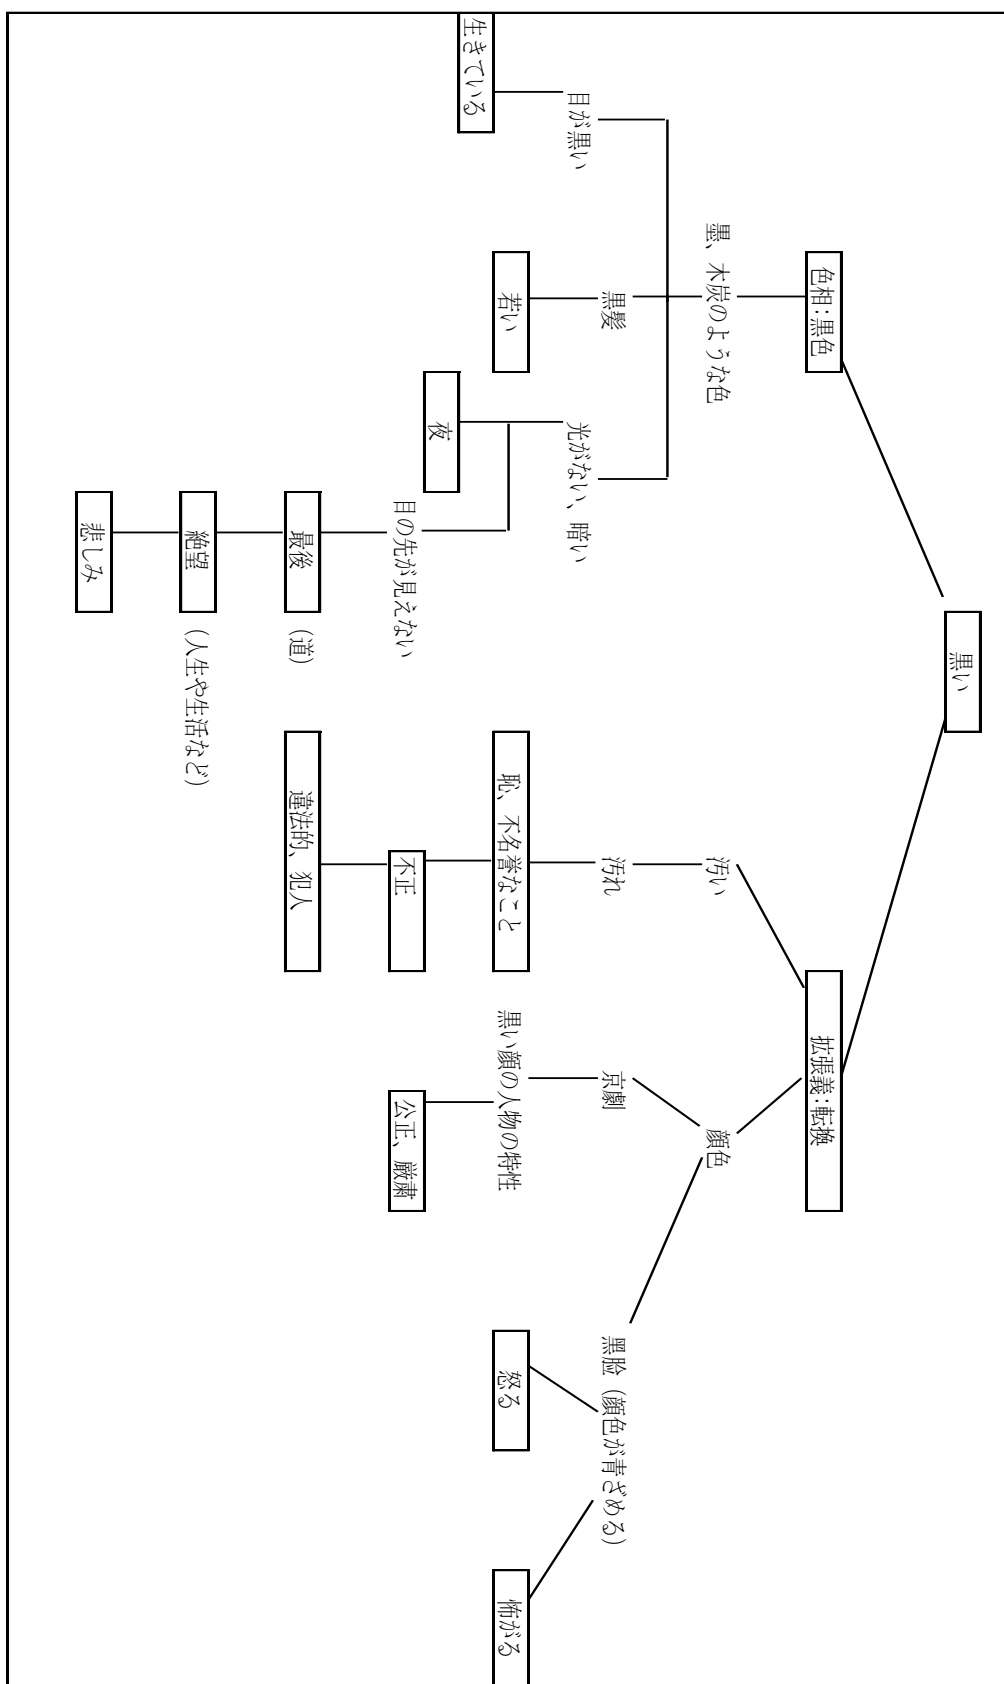 黒い
色相：黒色
拡張義：転換
墨、木炭のような色
汚い
顔色
目が黒い
黒髪
光がない、暗い
汚れ
京劇
黑脸（顔色が青ざめる）
生きている
若い
夜
目の先が見えない
恥、不名誉なこと
黒い顔の人物の特性
怒る
怖がる
最後
（道）
不正
公正、厳粛
絶望
（人生や生活など）
違法的、犯人
悲しみ